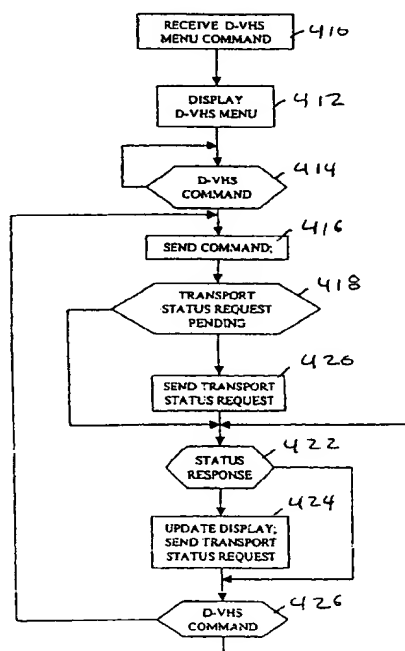 RECEIVE D-VHS
MENU COMMAND
410
DISPLAY
D-VHS MENU
412
D-VHS
COMMAND
414
SEND COMMAND;
416
TRANSPORT
STATUS REQUEST
PENDING
418
SEND TRANSPORT
STATUS REQUEST
420
STATUS
RESPONSE
422
UPDATE DISPLAY;
SEND TRANSPORT
STATUS REQUEST
424
D-VHS
COMMAND
426